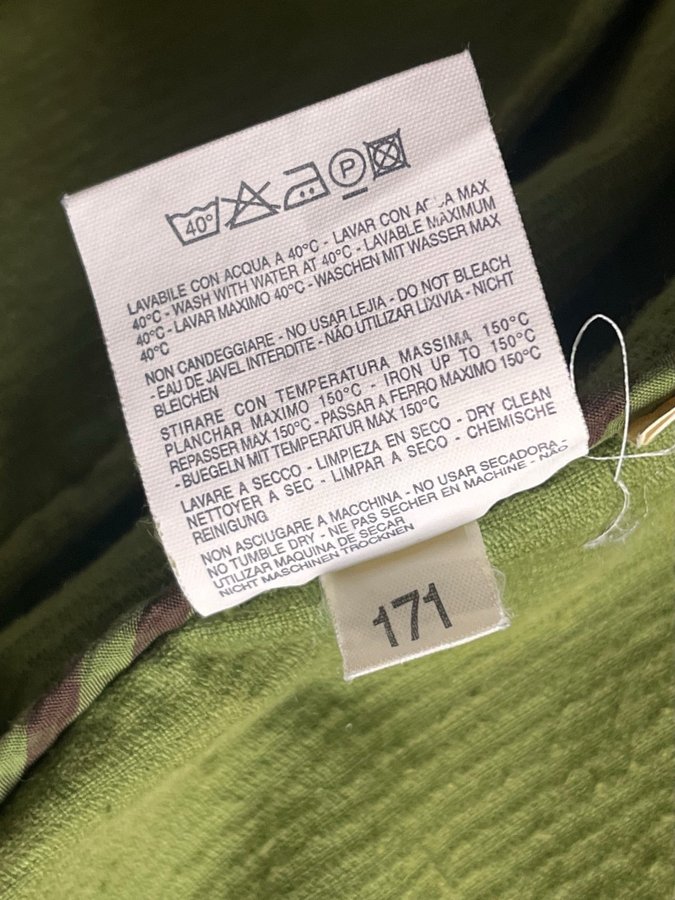 40°
P
LAVABILE CON ACQUA A 40°C - LAVAR CON ACQUA MAX
40°C - WASH WITH WATER AT 40°C - LAVABLE MAXIMUM
40°C - LAVAR MAXIMO 40°C - WASCHEN MIT WASSER MAX
40°C
NON CANDEGGIARE - NO USAR LEJIA - DO NOT BLEACH
- EAU DE JAVEL INTERDITE - NÃO UTILIZAR LIXIVIA - NICHT
BLEICHEN
STIRARE CON TEMPERATURA MASSIMA 150°C
PLANCHAR MAXIMO 150°C - IRON UP TO 150°C
REPASSER MAX 150°C - PASSAR A FERRO MAXIMO 150°C
- BUEGELN MIT TEMPERATUR MAX 150°C
LAVARE A SECCO - LIMPIEZA EN SECO - DRY CLEAN
NETTOYER A SEC - LIMPAR A SECO - CHEMISCHE
REINIGUNG
NON ASCIUGARE A MACCHINA - NO USAR SECADORA -
NO TUMBLE DRY - NE PAS SECHER EN MACHINE - NÃO
UTILIZAR MAQUINA DE SECAR
NICHT MASCHINEN TROCKNEN
171